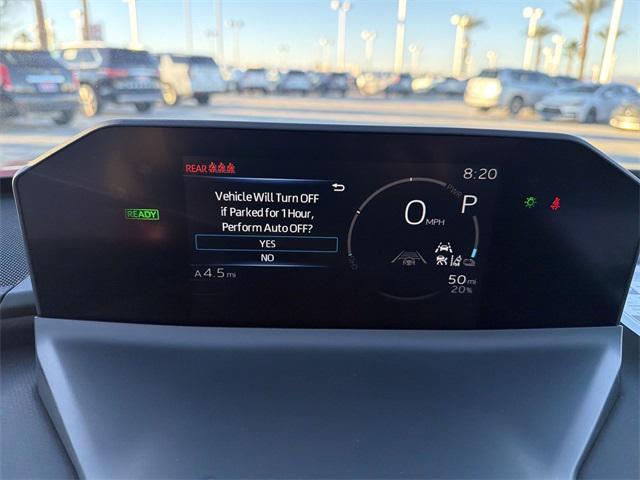 REAR
8:20
Vehicle Will Turn OFF
if Parked for 1 Hour,
Perform Auto OFF?
YES
NO
READY
PWR
0 MPH
P
CHG
A 4.5 mi
50 mi
20%